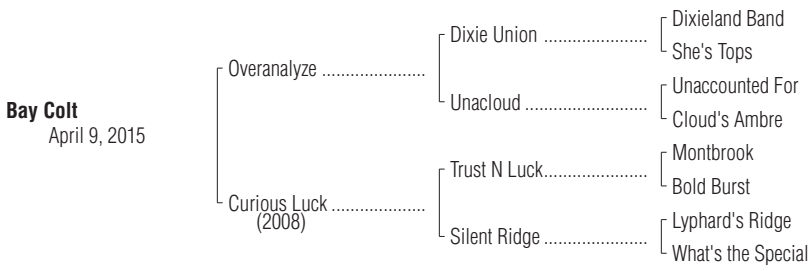 Dixieland Band
Dixie Union ......................
She's Tops
Overanalyze ......................
Unaccounted For
Unacloud ..........................
Cloud's Ambre
Bay Colt
April 9, 2015
Montbrook
Trust N Luck......................
Bold Burst
Curious Luck ....................
(2008)
Lyphard's Ridge
Silent Ridge ......................
What's the Special